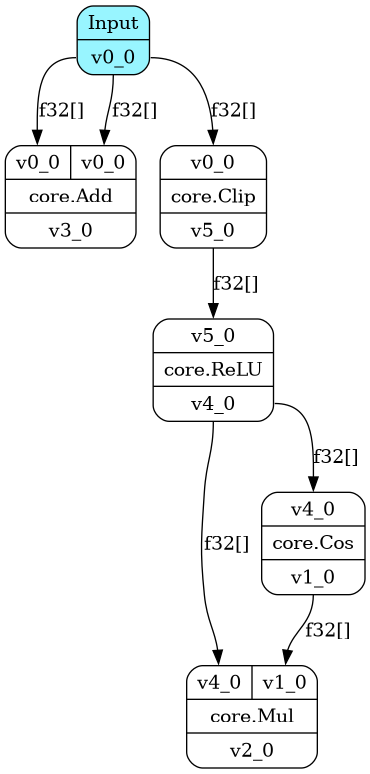 Input
v0_0
f32[] f32[] f32[]
v0_0 v0_0
core.Add
v3_0
v0_0
core.Clip
v5_0
f32[]
v5_0
core.ReLU
v4_0
f32[]
v4_0
core.Cos
v1_0
f32[]
f32[]
v4_0 v1_0
core.Mul
v2_0